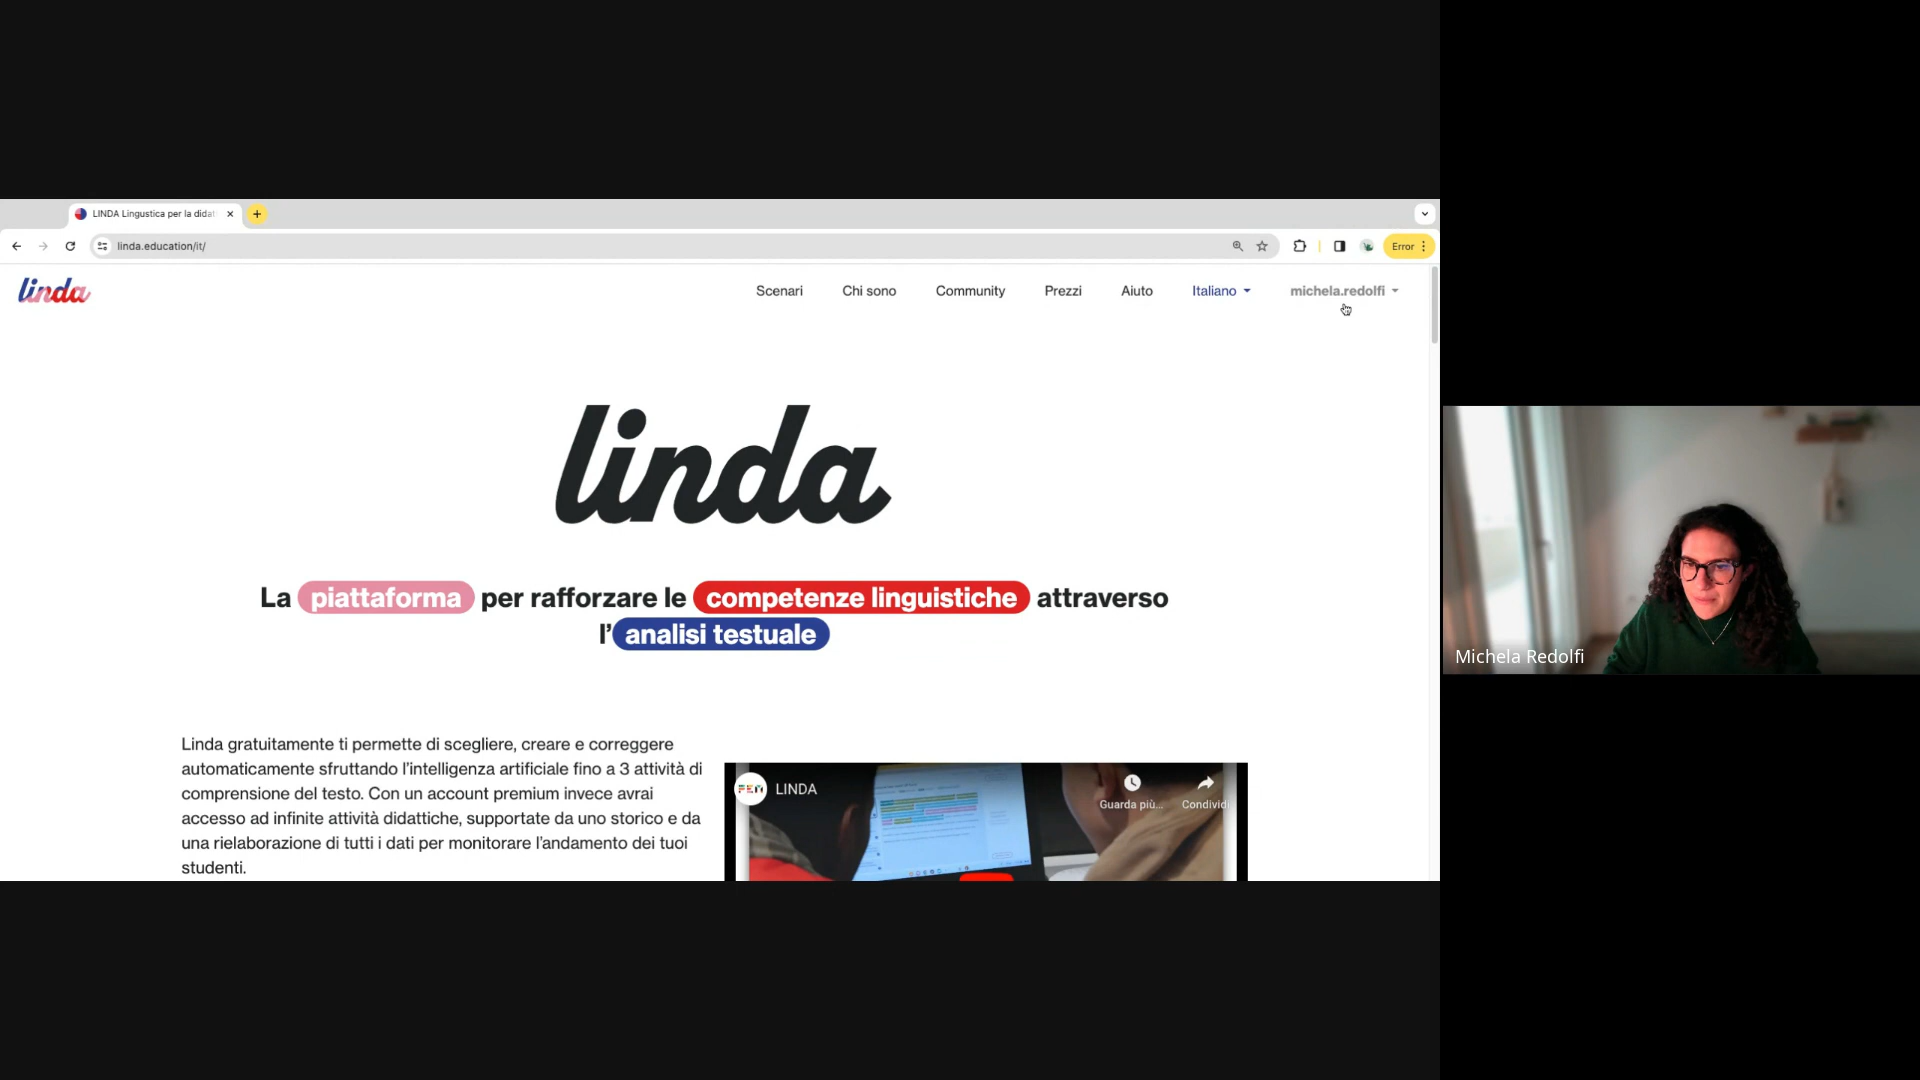 LINDA Lingustica per la didat
linda.education/it/
Error
linda
Scenari
Chi sono
Community
Prezzi
Aiuto
Italiano
michela.redolfi
linda
La piattaforma per rafforzare le competenze linguistiche attraverso
l’analisi testuale
Linda gratuitamente ti permette di scegliere, creare e correggere
automaticamente sfruttando l’intelligenza artificiale fino a 3 attività di
comprensione del testo. Con un account premium invece avrai
accesso ad infinite attività didattiche, supportate da uno storico e da
una rielaborazione di tutti i dati per monitorare l’andamento dei tuoi
studenti.
FEM
LINDA
Guarda più...
Condividi
Michela Redolfi